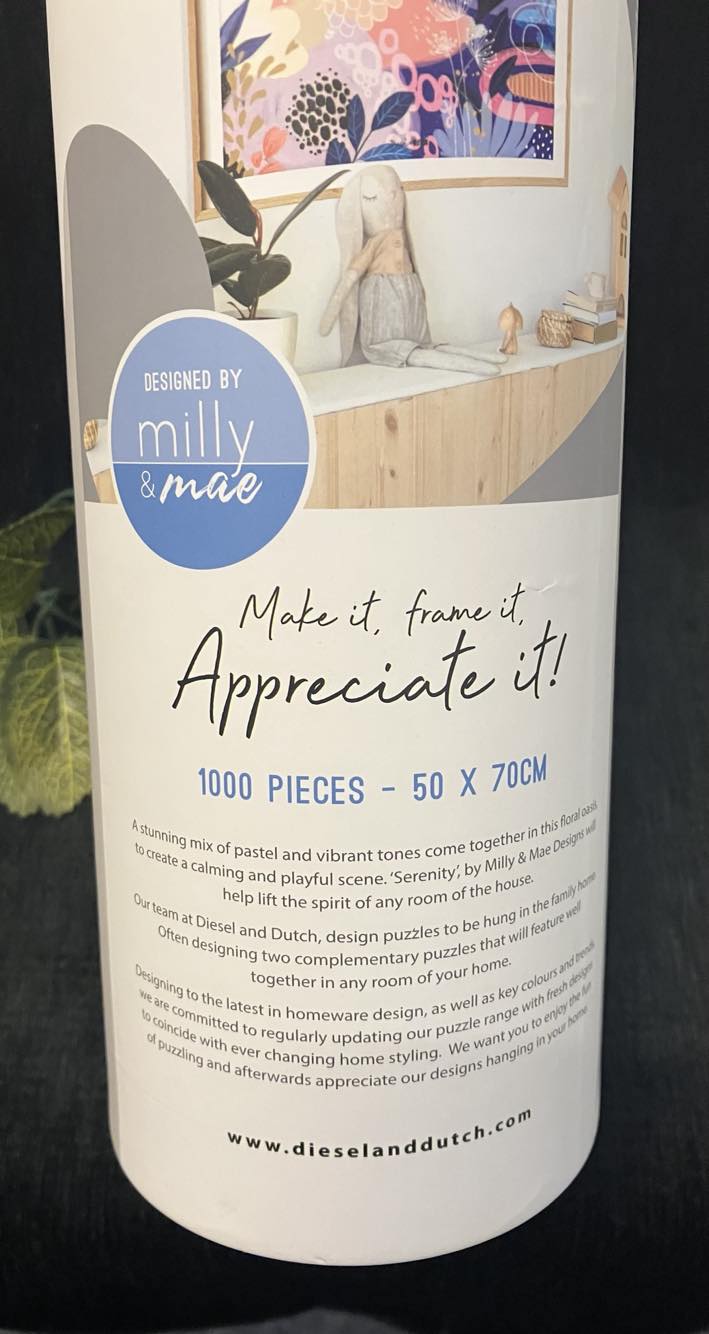 DESIGNED BY
milly
& mae
Make it, frame it,
Appreciate it!
1000 PIECES - 50 X 70CM
A stunning mix of pastel and vibrant tones come together in this floral oasis
to create a calming and playful scene. 'Serenity', by Milly & Mae Designs will
help lift the spirit of any room of the house.
Our team at Diesel and Dutch, design puzzles to be hung in the family home
Often designing two complementary puzzles that will feature well
together in any room of your home.
Designing to the latest in homeware design, as well as key colours and trends
we are committed to regularly updating our puzzle range with fresh designs
to coincide with ever changing home styling. We want you to enjoy the fun
of puzzling and afterwards appreciate our designs hanging in your home
www.dieselanddutch.com